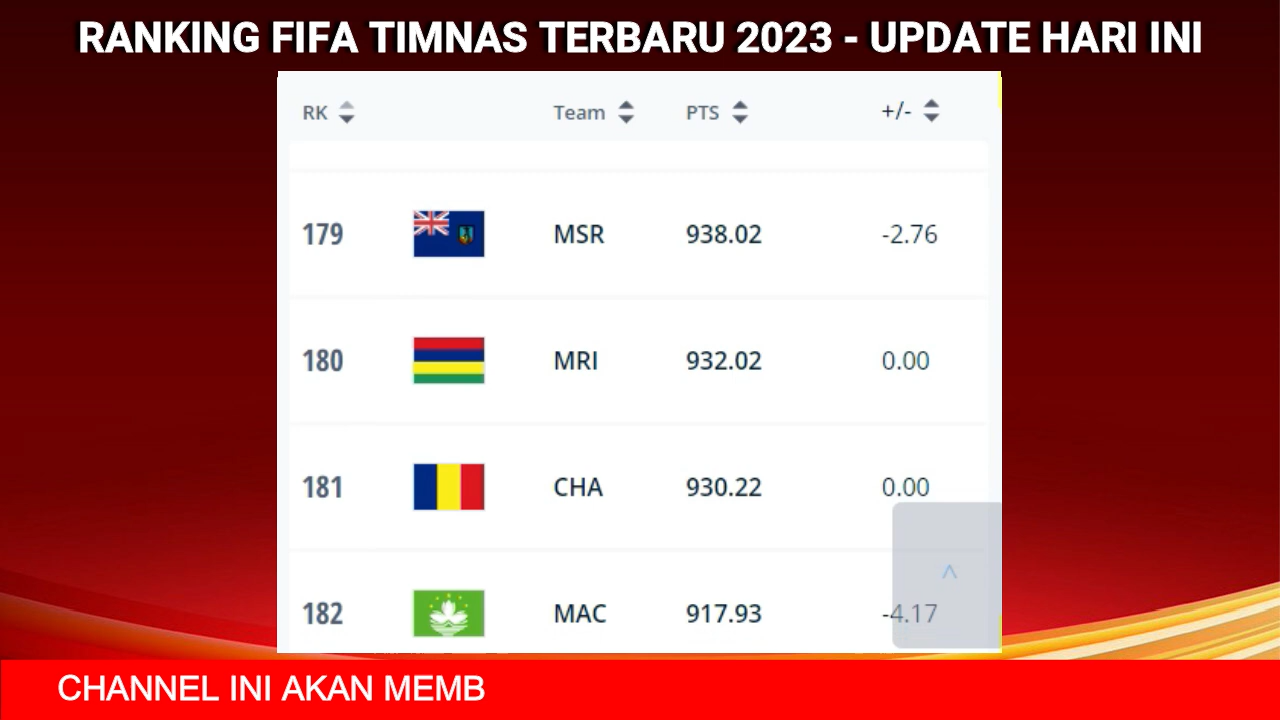 RANKING FIFA TIMNAS TERBARU 2023 - UPDATE HARI INI
RK Team PTS +/-
179 MSR 938.02 -2.76
180 MRI 932.02 0.00
181 CHA 930.22 0.00
182 MAC 917.93 -4.17
CHANNEL INI AKAN MEMB